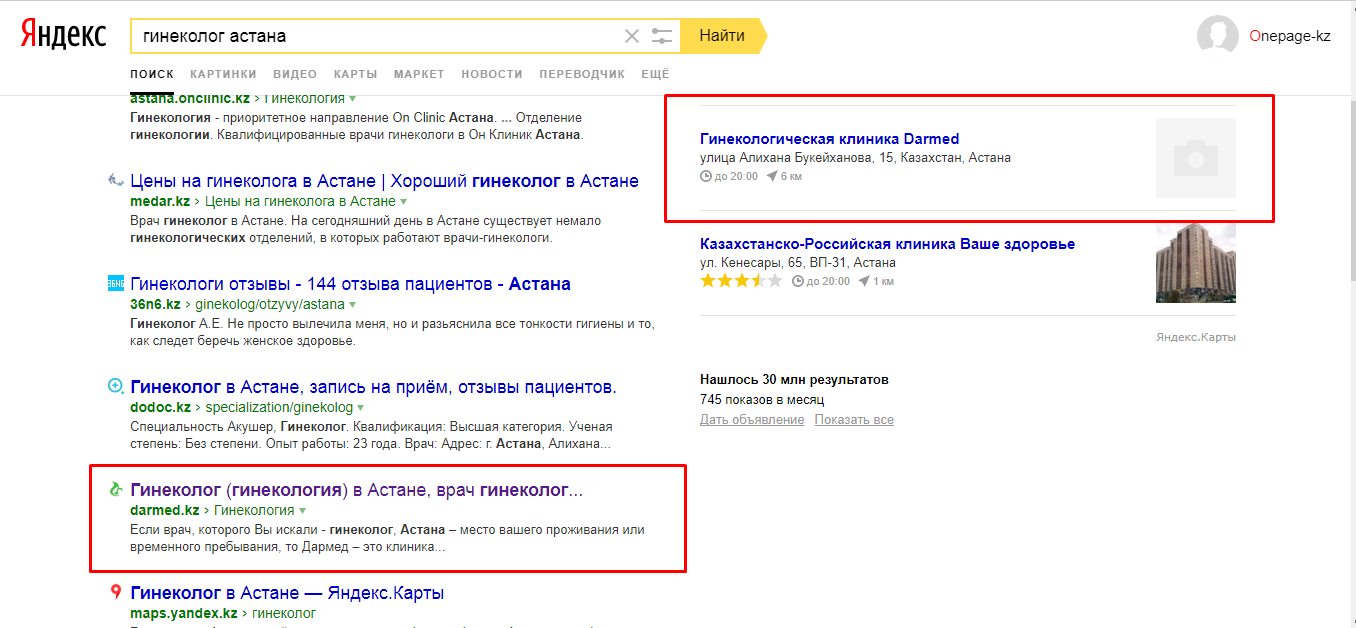 Яндекс
гинеколог астана
Найти
Onepage-kz
ПОИСК КАРТИНКИ ВИДЕО КАРТЫ МАРКЕТ НОВОСТИ ПЕРЕВОДЧИК ЕЩЁ
astana.onclinic.kz › Гинекология
Гинекология - приоритетное направление On Clinic Астана. ... Отделение
гинекологии. Квалифицированные врачи гинекологи в Он Клиник Астана.
Цены на гинеколога в Астане | Хороший гинеколог в Астане
medar.kz › Цены на гинеколога в Астане
Врач гинеколог в Астане. На сегодняшний день в Астане существует немало
гинекологических отделений, в которых работают врачи-гинекологи.
36N6
Гинекологи отзывы - 144 отзыва пациентов - Астана
36n6.kz › ginekolog/otzyvy/astana
Гинеколог А.Е. Не просто вылечила меня, но и разьяснила все тонкости гигиены и то,
как следет беречь женское здоровье.
Гинеколог в Астане, запись на приём, отзывы пациентов.
dodoc.kz › specialization/ginekolog
Специальность Акушер, Гинеколог. Квалификация: Высшая категория. Ученая
степень: Без степени. Опыт работы: 23 года. Врач: Адрес: г. Астана, Алихана...
Гинеколог (гинекология) в Астане, врач гинеколог...
darmed.kz › Гинекология
Если врач, которого Вы искали - гинеколог, Астана – место вашего проживания или
временного пребывания, то Дармед – это клиника...
Гинеколог в Астане — Яндекс.Карты
maps.yandex.kz › гинеколог
Гинекологическая клиника Darmed
улица Алихана Букейханова, 15, Казахстан, Астана
до 20:00 6 км
Казахстанско-Российская клиника Ваше здоровье
ул. Кенесары, 65, ВП-31, Астана
до 20:00 1 км
Яндекс.Карты
Нашлось 30 млн результатов
745 показов в месяц
Дать объявление Показать все